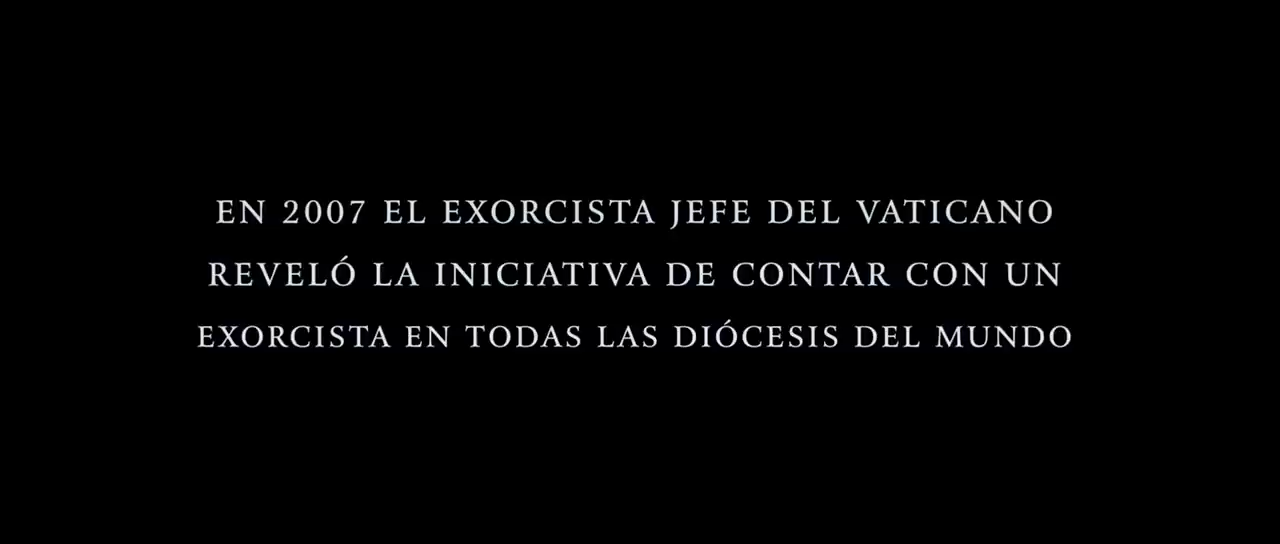 EN 2007 EL EXORCISTA JEFE DEL VATICANO
REVELÓ LA INICIATIVA DE CONTAR CON UN
EXORCISTA EN TODAS LAS DIÓCESIS DEL MUNDO